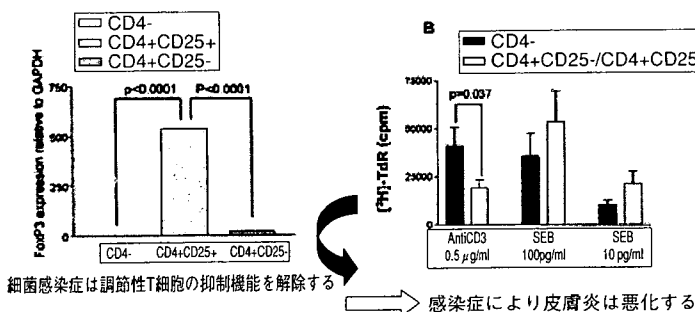 CD4-
CD4+CD25+
CD4+CD25-
p<0.0001
P<0.0001
FoxP3 expression relative to GAPDH
750
500
250
0
CD4-
CD4+CD25+
CD4+CD25-
細菌感染症は調節性T細胞の抑制機能を解除する
B
CD4-
CD4+CD25-/CD4+CD25
p=0.037
[³H]-TdR (cpm)
75000
50000
25000
0
AntiCD3
0.5 μg/ml
SEB
100pg/ml
SEB
10 pg/ml
感染症により皮膚炎は悪化する